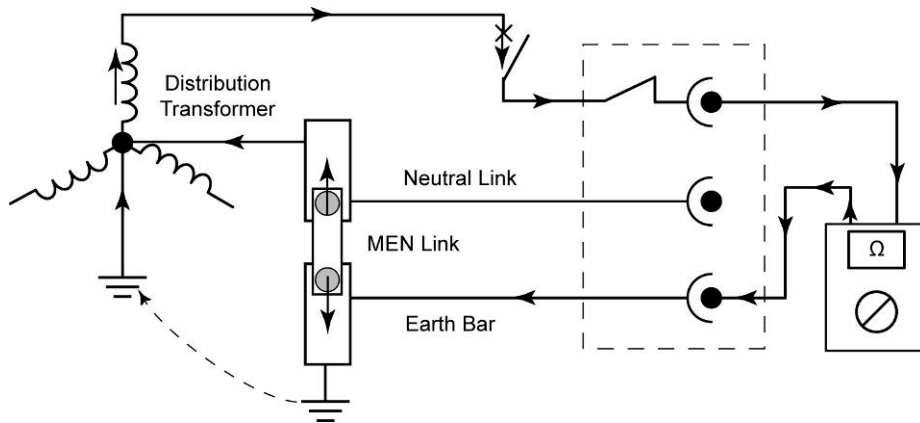 Distribution
Transformer
Neutral Link
MEN Link
Ω
Earth Bar